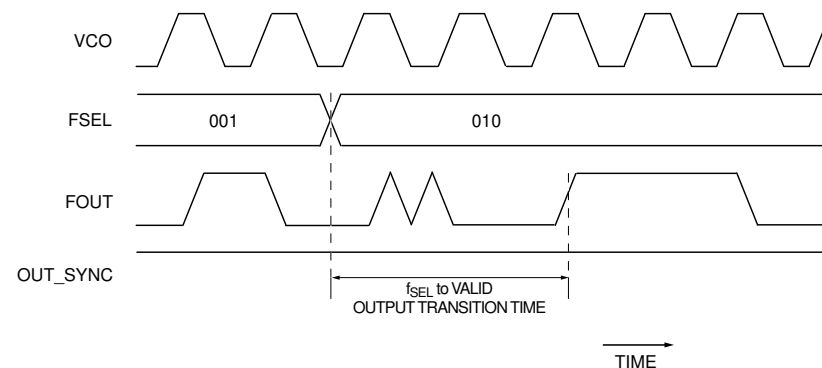 VCO
FSEL
001
010
FOUT
OUT_SYNC
fSEL to VALID
OUTPUT TRANSITION TIME
TIME